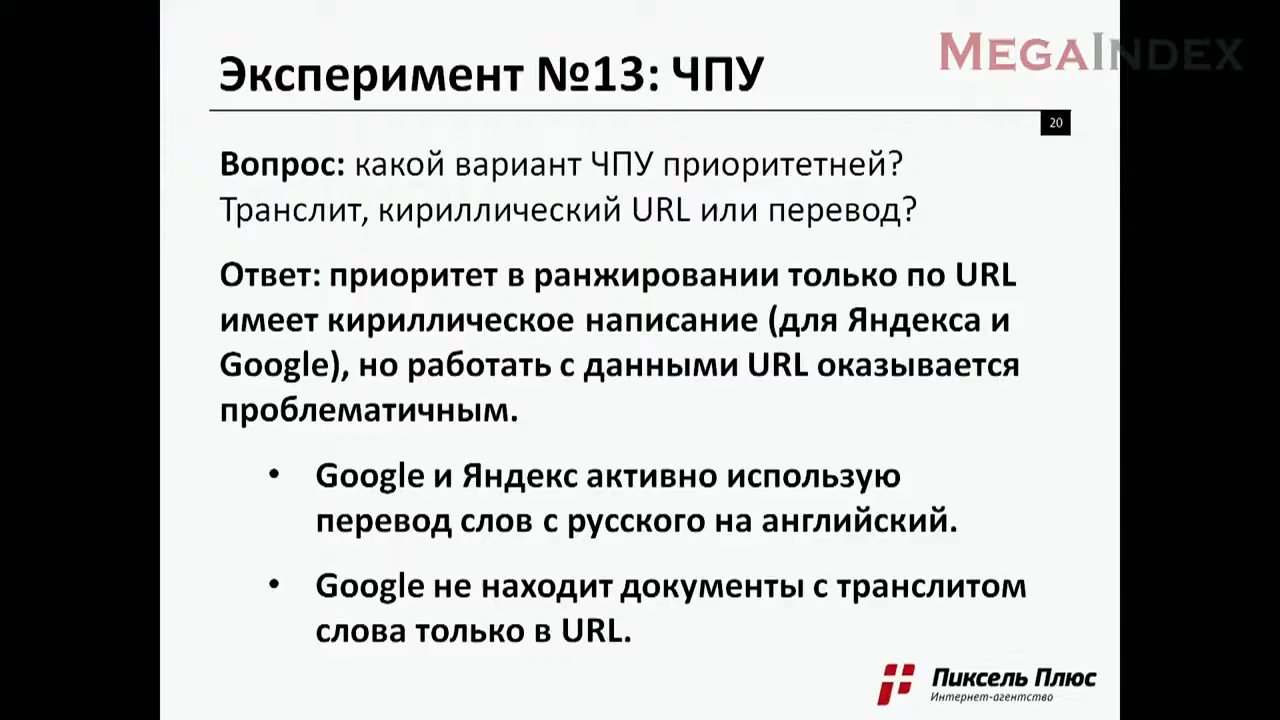 MEGAINDEX
Эксперимент №13: ЧПУ
20
Вопрос: какой вариант ЧПУ приоритетней?
Транслит, кириллический URL или перевод?
Ответ: приоритет в ранжировании только по URL
имеет кириллическое написание (для Яндекса и
Google), но работать с данными URL оказывается
проблематичным.
• Google и Яндекс активно использую
перевод слов с русского на английский.
• Google не находит документы с транслитом
слова только в URL.
Пиксель Плюс
Интернет-агентство